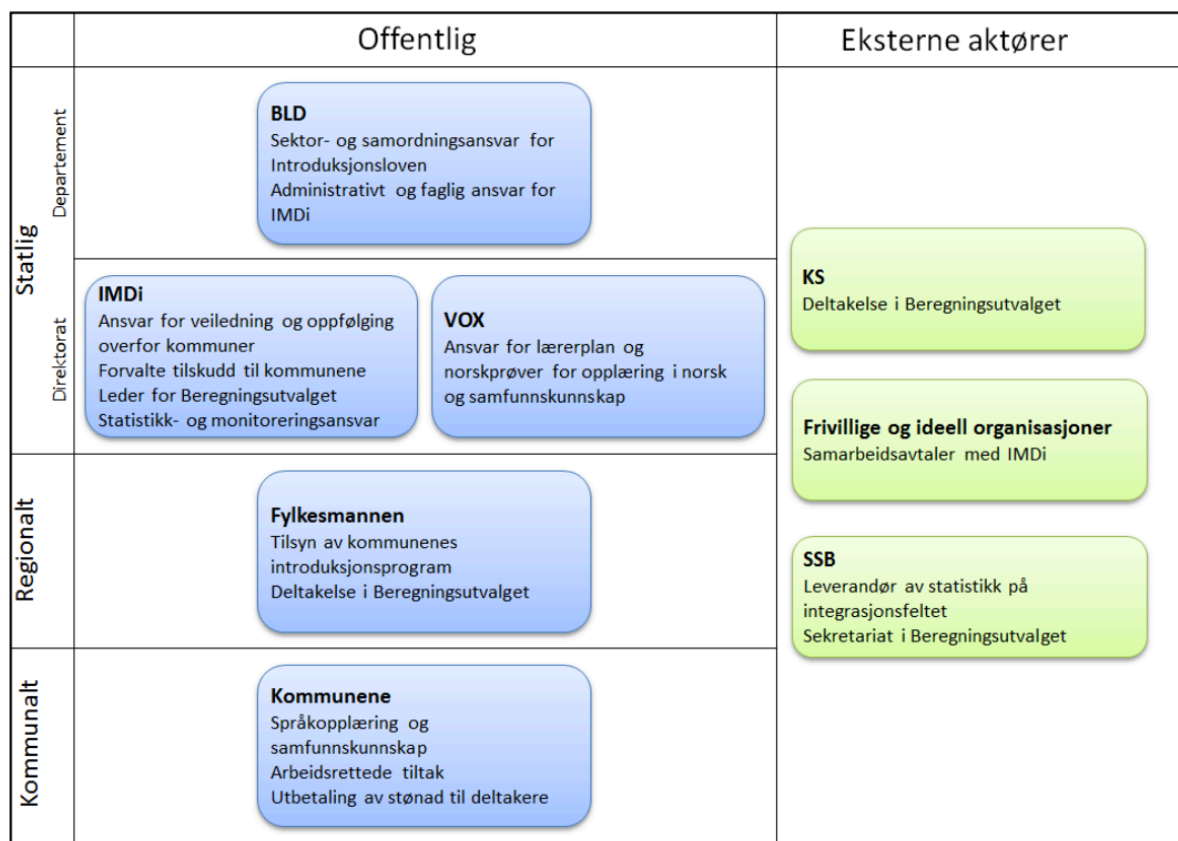 Offentlig
Eksterne aktører
Statlig
Departement
BLD
Sektor- og samordningsansvar for
Introduksjonsloven
Administrativt og faglig ansvar for
IMDi
Direktorat
IMDi
Ansvar for veiledning og oppfølging
overfor kommuner
Forvalte tilskudd til kommunene
Leder for Beregningsutvalget
Statistikk- og monitoreringsansvar
VOX
Ansvar for lærerplan og
norskprøver for opplæring i norsk
og samfunnskunnskap
Regionalt
Fylkesmannen
Tilsyn av kommunenes
introduksjonsprogram
Deltakelse i Beregningsutvalget
Kommunalt
Kommunene
Språkopplæring og
samfunnskunnskap
Arbeidsrettede tiltak
Utbetaling av stønad til deltakere
KS
Deltakelse i Beregningsutvalget
Frivillige og ideell organisasjoner
Samarbeidsavtaler med IMDi
SSB
Leverandør av statistikk på
integrasjonsfeltet
Sekretariat i Beregningsutvalget